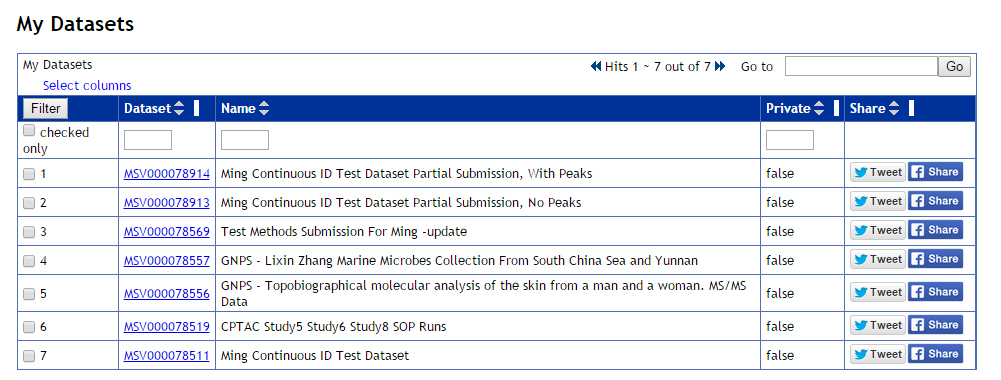 My Datasets
My Datasets
Hits 1 ~ 7 out of 7 Go to Go
Select columns
Filter Dataset Name Private Share
checked
only
1 MSV000078914 Ming Continuous ID Test Dataset Partial Submission, With Peaks false Tweet Share
2 MSV000078913 Ming Continuous ID Test Dataset Partial Submission, No Peaks false Tweet Share
3 MSV000078569 Test Methods Submission For Ming -update false Tweet Share
4 MSV000078557 GNPS - Lixin Zhang Marine Microbes Collection From South China Sea and Yunnan false Tweet Share
5 MSV000078556 GNPS - Topobiographical molecular analysis of the skin from a man and a woman. MS/MS
Data false Tweet Share
6 MSV000078519 CPTAC Study5 Study6 Study8 SOP Runs false Tweet Share
7 MSV000078511 Ming Continuous ID Test Dataset false Tweet Share